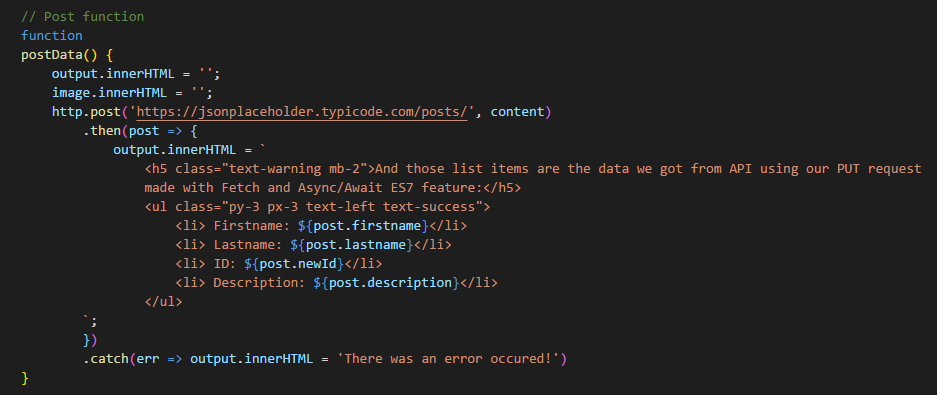 // Post function
function
postData() {
    output.innerHTML = '';
    image.innerHTML = '';
    http.post('https://jsonplaceholder.typicode.com/posts/', content)
        .then(post => {
            output.innerHTML = `
                <h5 class="text-warning mb-2">And those list items are the data we got from API using our PUT request
                made with Fetch and Async/Await ES7 feature:</h5>
                <ul class="py-3 px-3 text-left text-success">
                    <li> Firstname: ${post.firstname}</li>
                    <li> Lastname: ${post.lastname}</li>
                    <li> ID: ${post.newId}</li>
                    <li> Description: ${post.description}</li>
                </ul>
        `;
        })
        .catch(err => output.innerHTML = 'There was an error occured!')
}